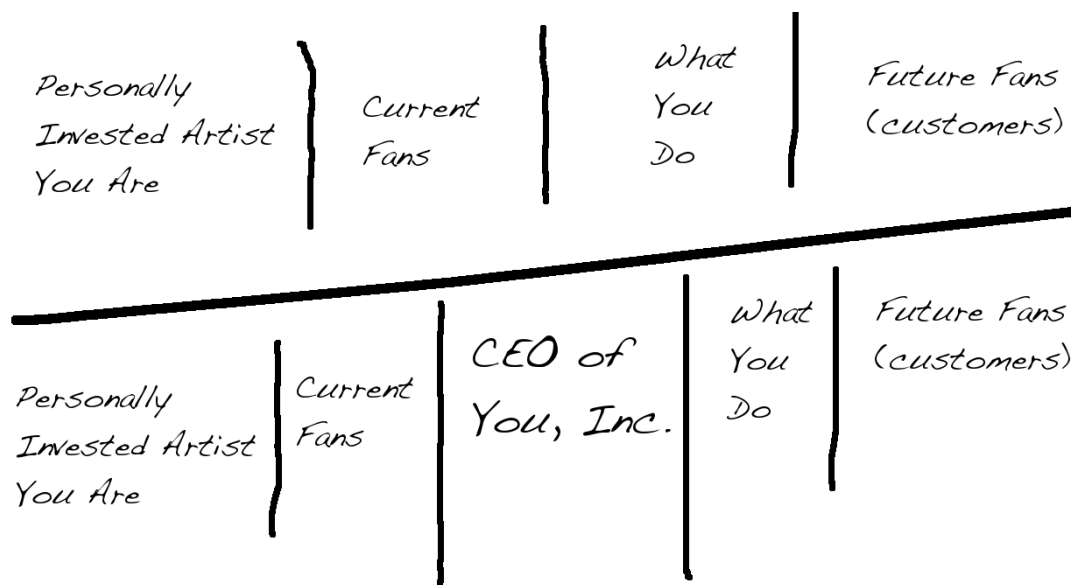 Personally
Invested Artist
You Are
Current
Fans
What
You
Do
Future Fans
(customers)
Personally
Invested Artist
You Are
Current
Fans
CEO of
You, Inc.
What
You
Do
Future Fans
(customers)